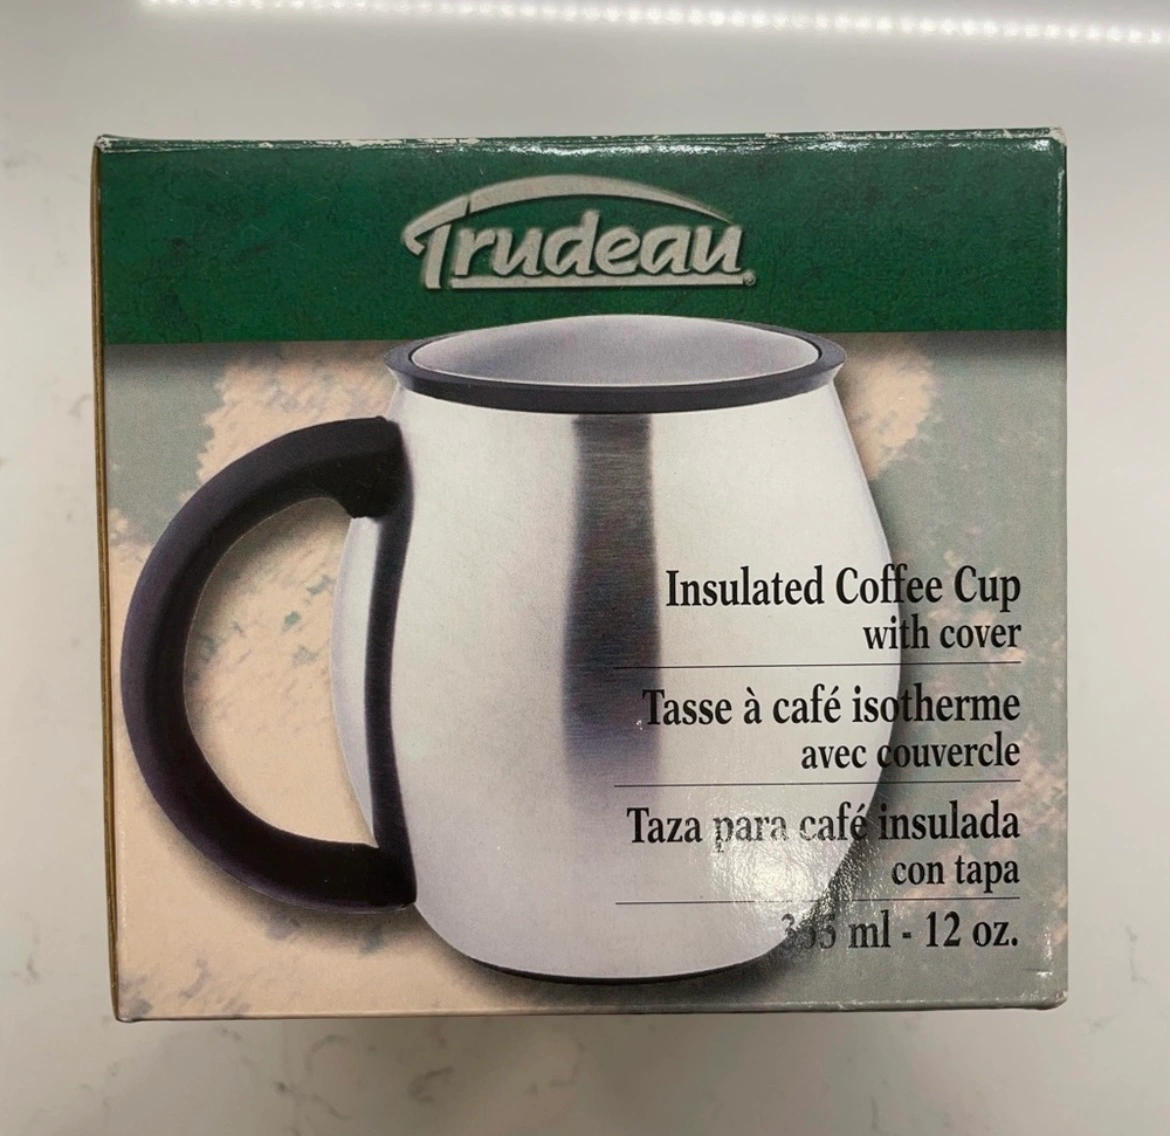 Trudeau
Insulated Coffee Cup
with cover
Tasse à café isotherme
avec couvercle
Taza para café insulada
con tapa
355 ml - 12 oz.